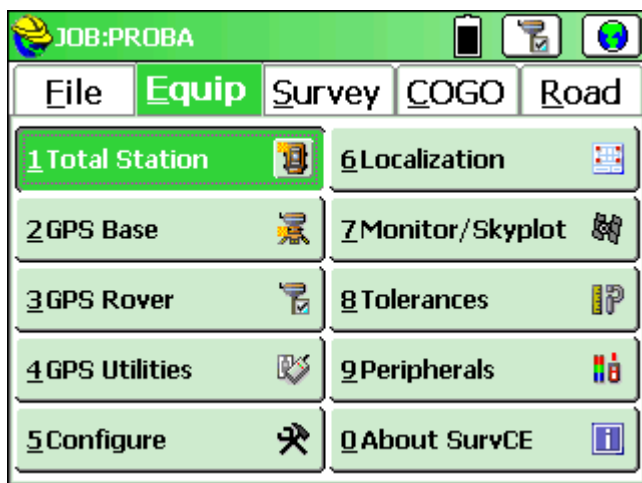 JOB:PROBA
File Equip Survey COGO Road
1 Total Station
6 Localization
2 GPS Base
7 Monitor/Skyplot
3 GPS Rover
8 Tolerances
4 GPS Utilities
9 Peripherals
5 Configure
0 About SurvCE